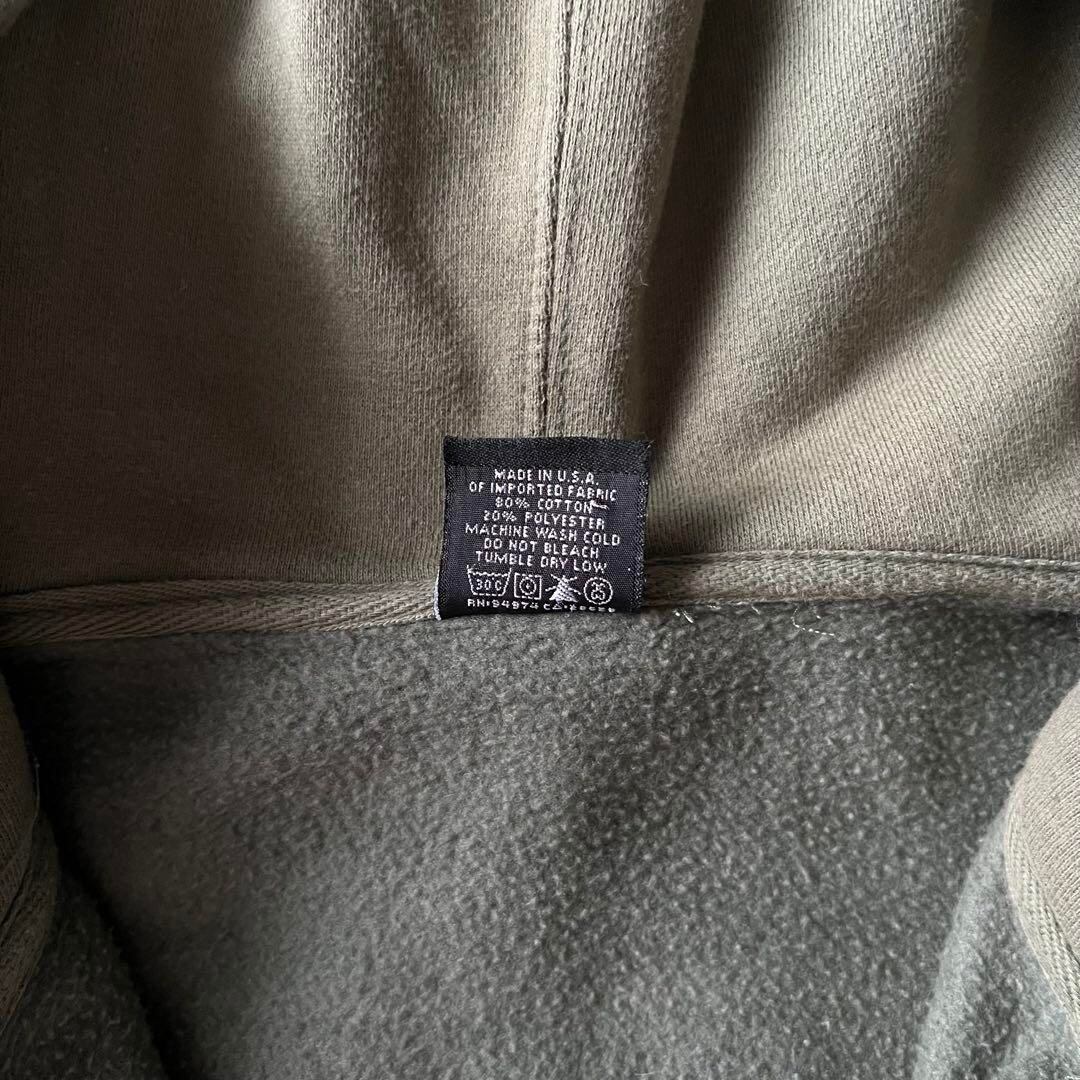 MADE IN U.S.A.
OF IMPORTED FABRIC
80% COTTON
20% POLYESTER
MACHINE WASH COLD
DO NOT BLEACH
TUMBLE DRY LOW
30C
RN:94974